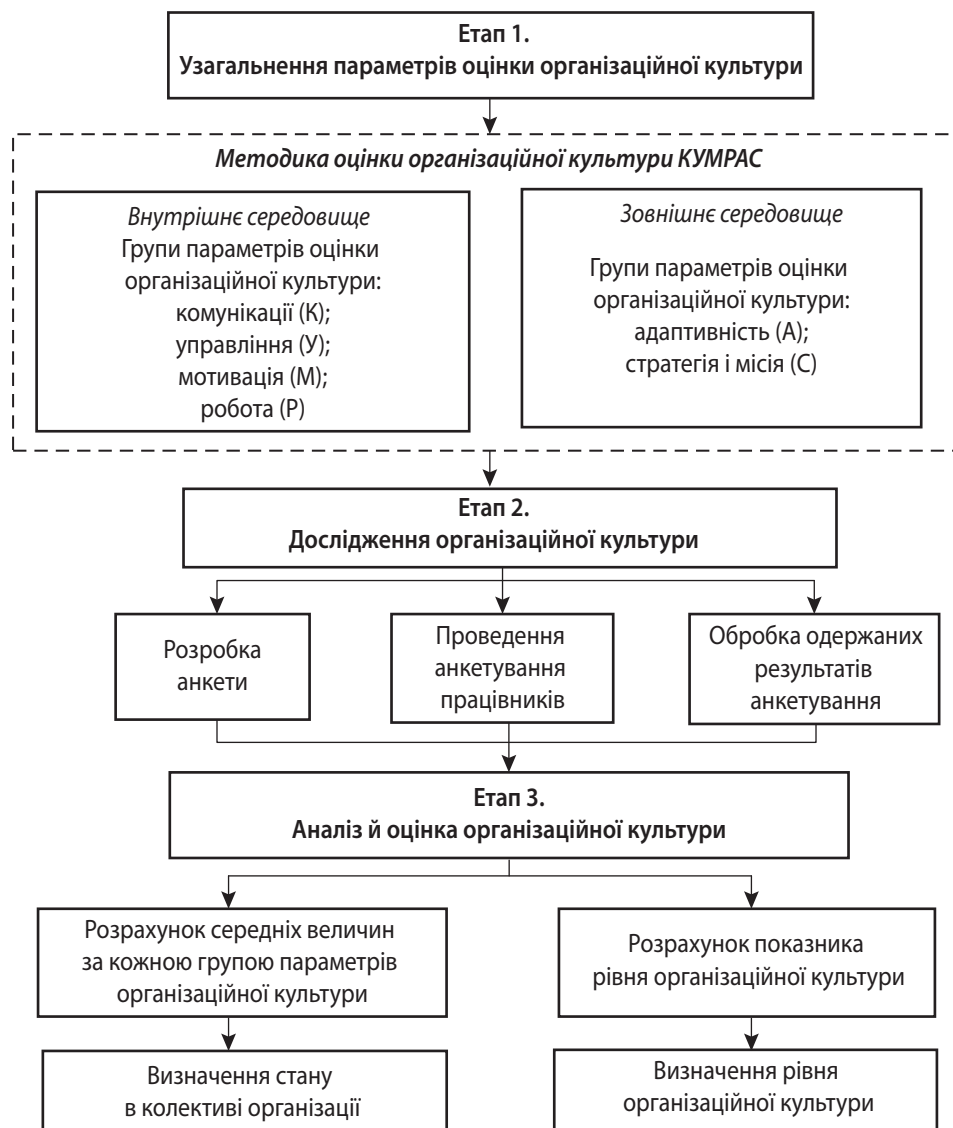 Етап 1.
Узагальнення параметрів оцінки організаційної культури
Методика оцінки організаційної культури КУМРАС
Внутрішнє середовище
Групи параметрів оцінки
організаційної культури:
комунікації (К);
управління (У);
мотивація (М);
робота (Р)
Зовнішнє середовище
Групи параметрів оцінки
організаційної культури:
адаптивність (А);
стратегія і місія (С)
Етап 2.
Дослідження організаційної культури
Розробка
анкети
Проведення
анкетування
працівників
Обробка одержаних
результатів
анкетування
Етап 3.
Аналіз й оцінка організаційної культури
Розрахунок середніх величин
за кожною групою параметрів
організаційної культури
Розрахунок показника
рівня організаційної культури
Визначення стану
в колективі організації
Визначення рівня
організаційної культури